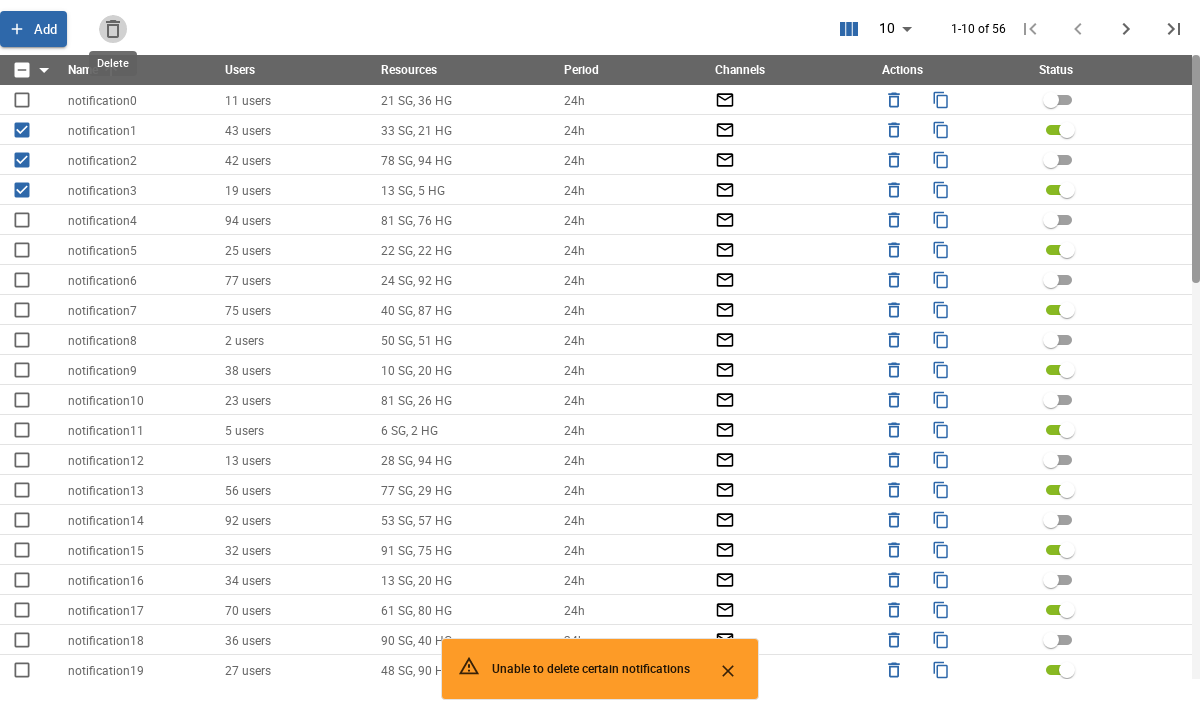 Add
10
1-10 of 56
Delete
Users Resources Period Channels Actions Status
notification0 11 users 21 SG, 36 HG 24h
notification1 43 users 33 SG, 21 HG 24h
notification2 42 users 78 SG, 94 HG 24h
notification3 19 users 13 SG, 5 HG 24h
notification4 94 users 81 SG, 76 HG 24h
notification5 25 users 22 SG, 22 HG 24h
notification6 77 users 24 SG, 92 HG 24h
notification7 75 users 40 SG, 87 HG 24h
notification8 2 users 50 SG, 51 HG 24h
notification9 38 users 10 SG, 20 HG 24h
notification10 23 users 81 SG, 26 HG 24h
notification11 5 users 6 SG, 2 HG 24h
notification12 13 users 28 SG, 94 HG 24h
notification13 56 users 77 SG, 29 HG 24h
notification14 92 users 53 SG, 57 HG 24h
notification15 32 users 91 SG, 75 HG 24h
notification16 34 users 13 SG, 20 HG 24h
notification17 70 users 61 SG, 80 HG 24h
notification18 36 users 90 SG, 40 HG 24h
notification19 27 users 48 SG, 90
Unable to delete certain notifications